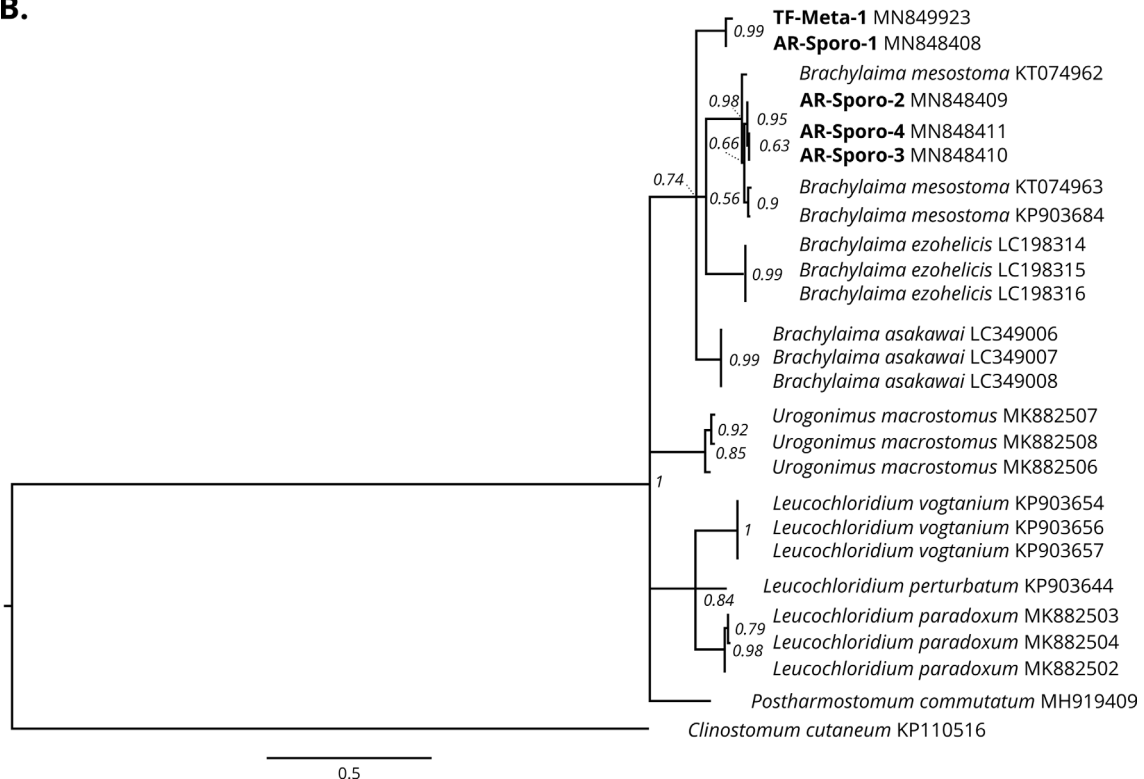 B.
TF-Meta-1 MN849923
0.99
AR-Sporo-1 MN848408
Brachylaima mesostoma KT074962
0.98
AR-Sporo-2 MN848409
0.95
AR-Sporo-4 MN848411
0.66
0.63
AR-Sporo-3 MN848410
0.74
Brachylaima mesostoma KT074963
0.56
0.9
Brachylaima mesostoma KP903684
Brachylaima ezohelicis LC198314
Brachylaima ezohelicis LC198315
0.99
Brachylaima ezohelicis LC198316
Brachylaima asakawai LC349006
Brachylaima asakawai LC349007
0.99
Brachylaima asakawai LC349008
Urogonimus macrostomus MK882507
0.92
Urogonimus macrostomus MK882508
0.85
Urogonimus macrostomus MK882506
1
Leucochloridium vogtanium KP903654
Leucochloridium vogtanium KP903656
1
Leucochloridium vogtanium KP903657
Leucochloridium perturbatum KP903644
0.84
Leucochloridium paradoxum MK882503
0.79
Leucochloridium paradoxum MK882504
0.98
Leucochloridium paradoxum MK882502
Postharmostomum commutatum MH919409
Clinostomum cutaneum KP110516
0.5